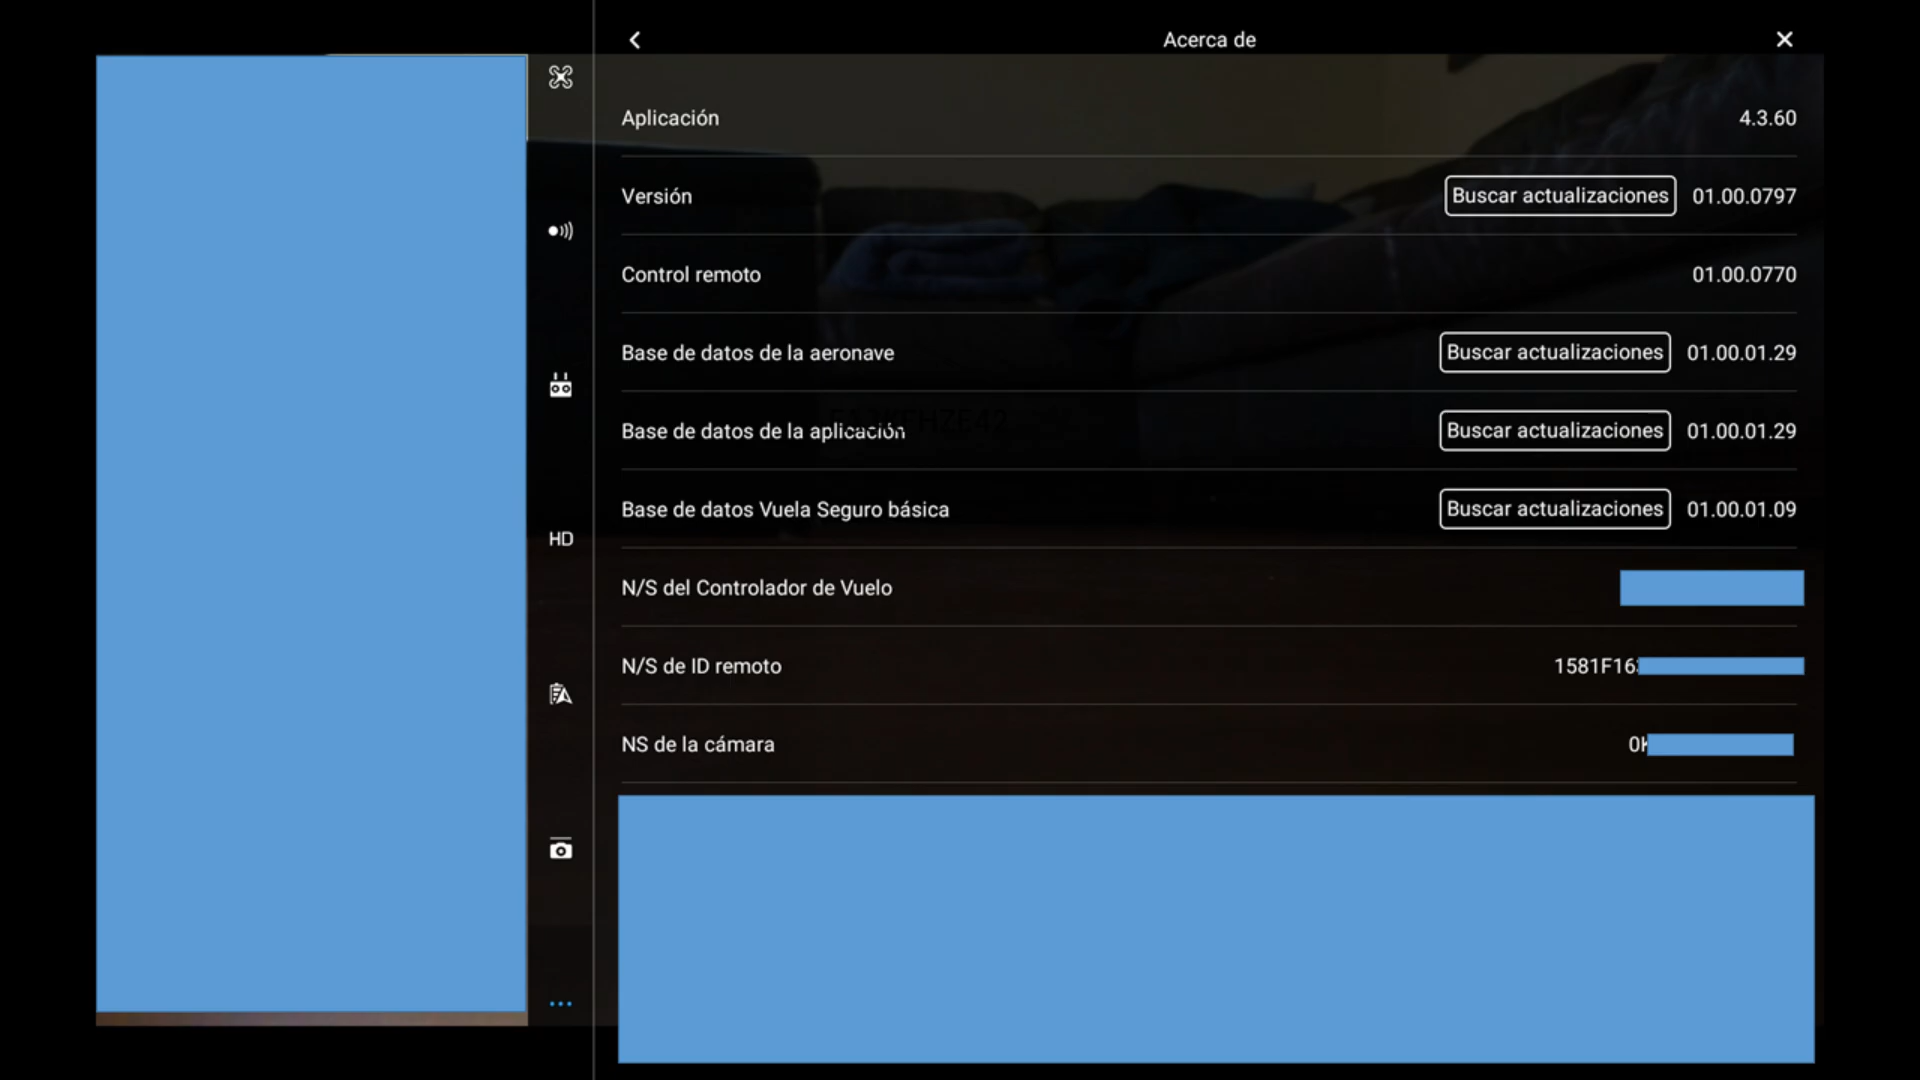 Acerca de
Aplicación 4.3.60
Versión Buscar actualizaciones 01.00.0797
Control remoto 01.00.0770
Base de datos de la aeronave Buscar actualizaciones 01.00.01.29
Base de datos de la aplicación Buscar actualizaciones 01.00.01.29
Base de datos Vuela Seguro básica Buscar actualizaciones 01.00.01.09
HD
N/S del Controlador de Vuelo
N/S de ID remoto 1581F16
NS de la cámara 0K